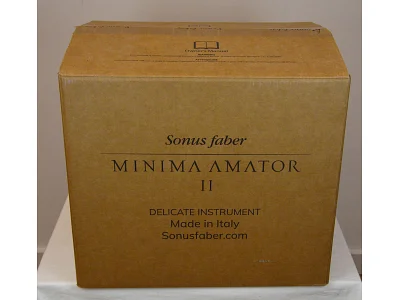 Sonus faber
MINIMA AMATOR
II
DELICATE INSTRUMENT
Made in Italy
Sonusfaber.com